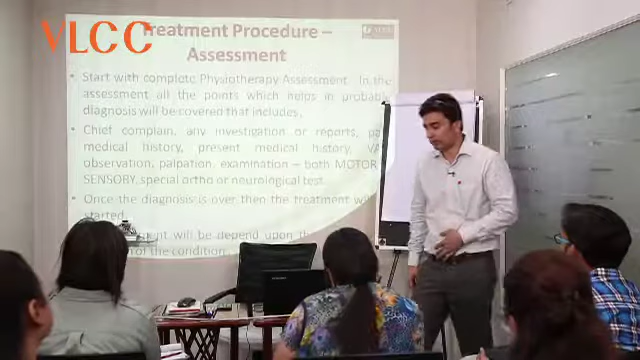 VLCC
Treatment Procedure –
Assessment
• Start with complete Physiotherapy Assessment. In the
assessment all the points which helps in probable
diagnosis will be covered that includes,
• Chief complain, any investigation or reports,
medical history, present medical history,
observation, palpation, examination – both MOTOR
SENSORY, special ortho or neurological test.
• Once the diagnosis is over then the treatment
started
will be depend upon
of the condition